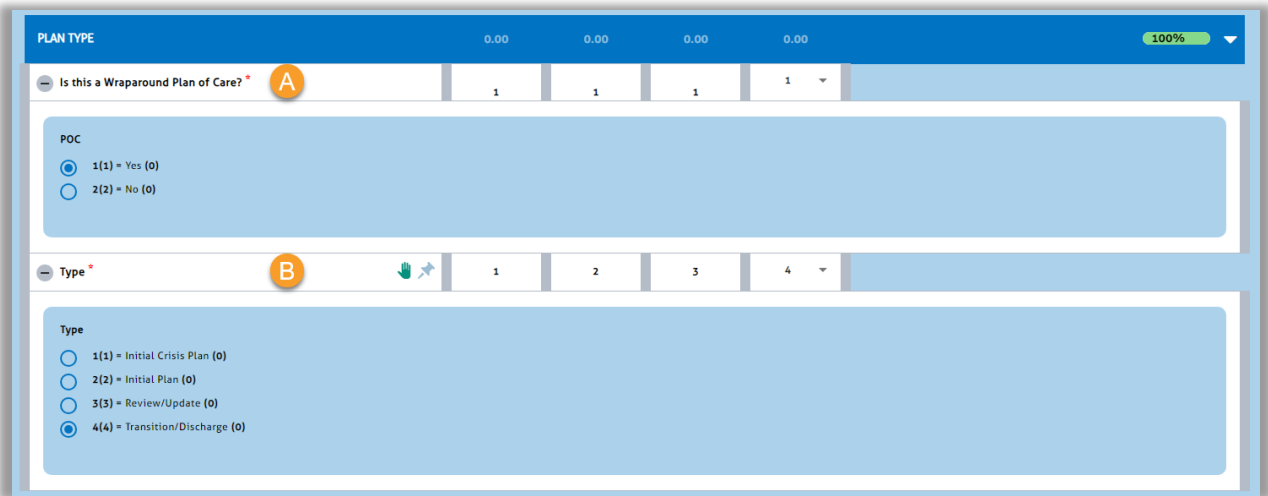 PLAN TYPE 0.00 0.00 0.00 0.00 100%
Is this a Wraparound Plan of Care? * A 1 1 1 1
POC
1(1) = Yes (0)
2(2) = No (0)
Type * B 1 2 3 4
Type
1(1) = Initial Crisis Plan (0)
2(2) = Initial Plan (0)
3(3) = Review/Update (0)
4(4) = Transition/Discharge (0)